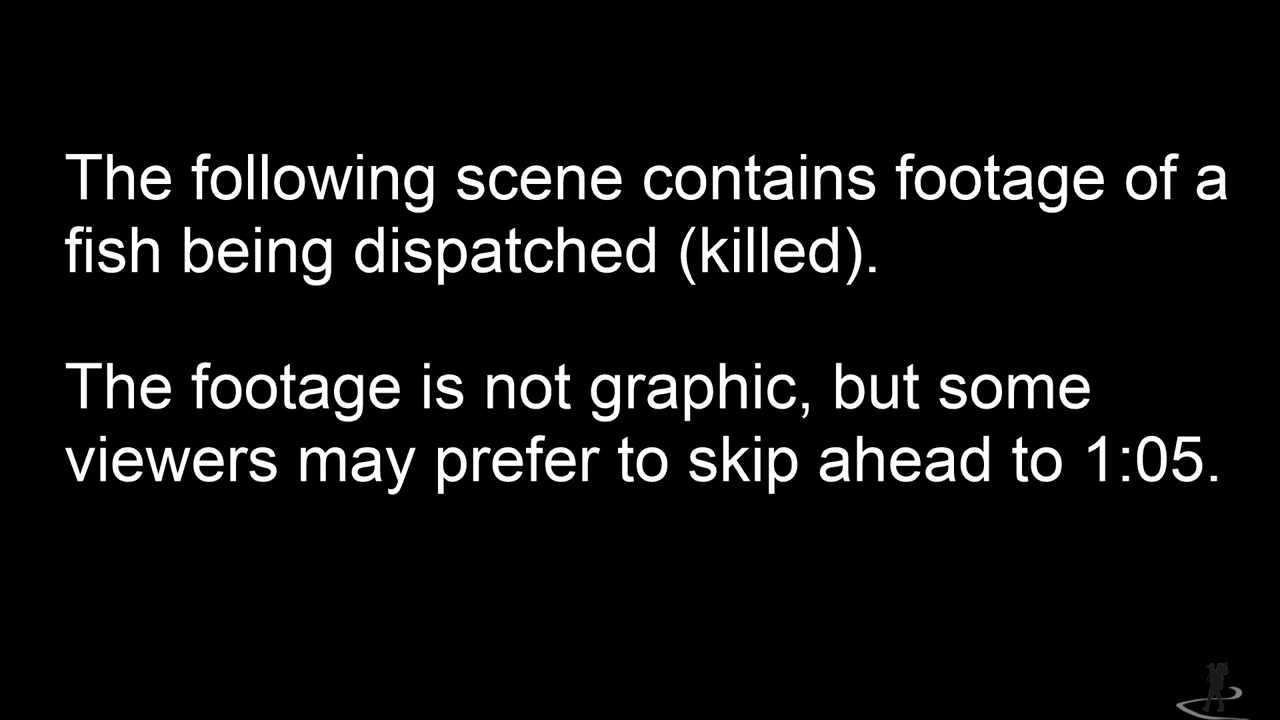 The following scene contains footage of a
fish being dispatched (killed).
The footage is not graphic, but some
viewers may prefer to skip ahead to 1:05.